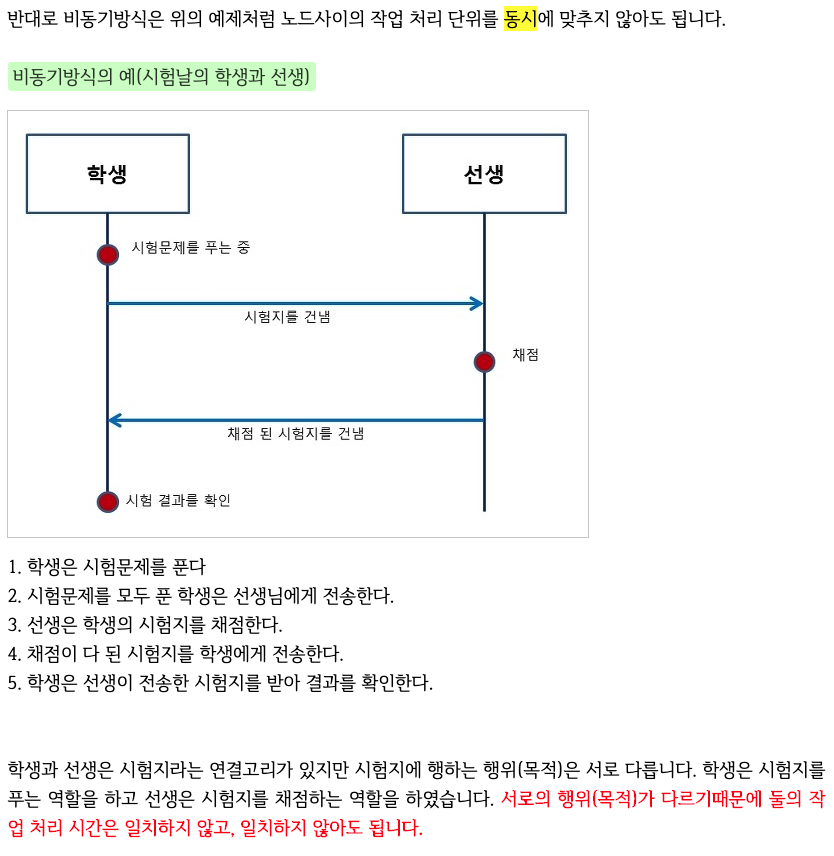 반대로 비동기방식은 위의 예제처럼 노드사이의 작업 처리 단위를 동시에 맞추지 않아도 됩니다.
비동기방식의 예(시험날의 학생과 선생)
학생
선생
시험문제를 푸는 중
시험지를 건냄
채점
채점 된 시험지를 건냄
시험 결과를 확인
1. 학생은 시험문제를 푼다
2. 시험문제를 모두 푼 학생은 선생님에게 전송한다.
3. 선생은 학생의 시험지를 채점한다.
4. 채점이 다 된 시험지를 학생에게 전송한다.
5. 학생은 선생이 전송한 시험지를 받아 결과를 확인한다.
학생과 선생은 시험지라는 연결고리가 있지만 시험지에 행하는 행위(목적)은 서로 다릅니다. 학생은 시험지를
푸는 역할을 하고 선생은 시험지를 채점하는 역할을 하였습니다. 서로의 행위(목적)가 다르기때문에 둘의 작
업 처리 시간은 일치하지 않고, 일치하지 않아도 됩니다.